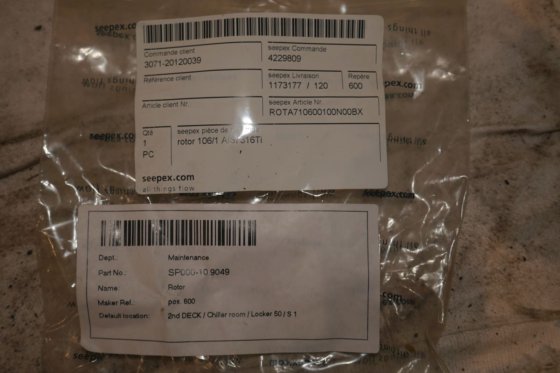 seepex.com
Commande client
3071-20120039
seepex Commande
4229809
Référence client
seepex Livraison
1173177 / 120
Repère
600
Article client Nr.
seepex Article Nr.
ROTA710600100N00BX
Qté
1
PC
seepex pièce de
rotor 106/1
seepex.com
all things flow
Dept.
Maintenance
Part No.:
9049
Name
Rotor
Maker Ref.
pos. 600
Default location:
2nd DECK / Chiller room / Locker 50 / S 1
seepex.com